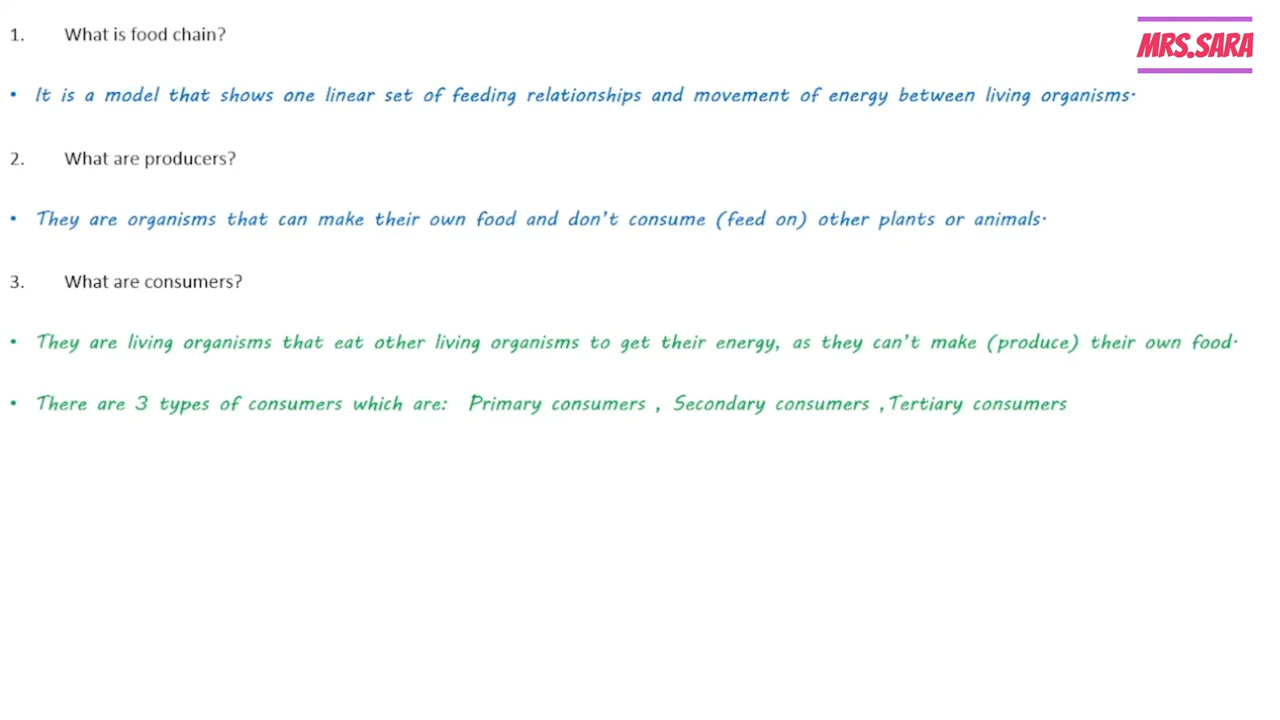 1. What is food chain?
MRS.SARA
• It is a model that shows one linear set of feeding relationships and movement of energy between living organisms.
2. What are producers?
• They are organisms that can make their own food and don't consume (feed on) other plants or animals.
3. What are consumers?
• They are living organisms that eat other living organisms to get their energy, as they can't make (produce) their own food.
• There are 3 types of consumers which are: Primary consumers , Secondary consumers ,Tertiary consumers